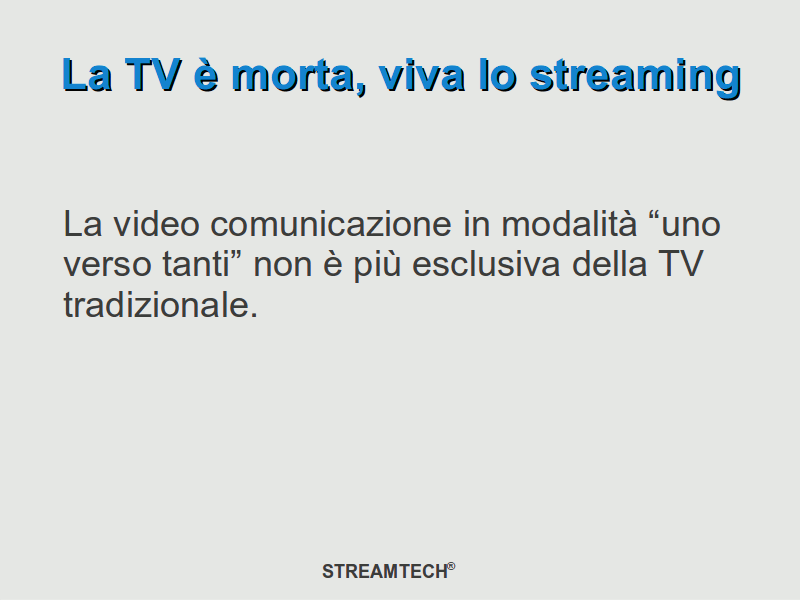 La TV è morta, viva lo streaming
La video comunicazione in modalità “uno
verso tanti” non è più esclusiva della TV
tradizionale.
STREAMTECH®